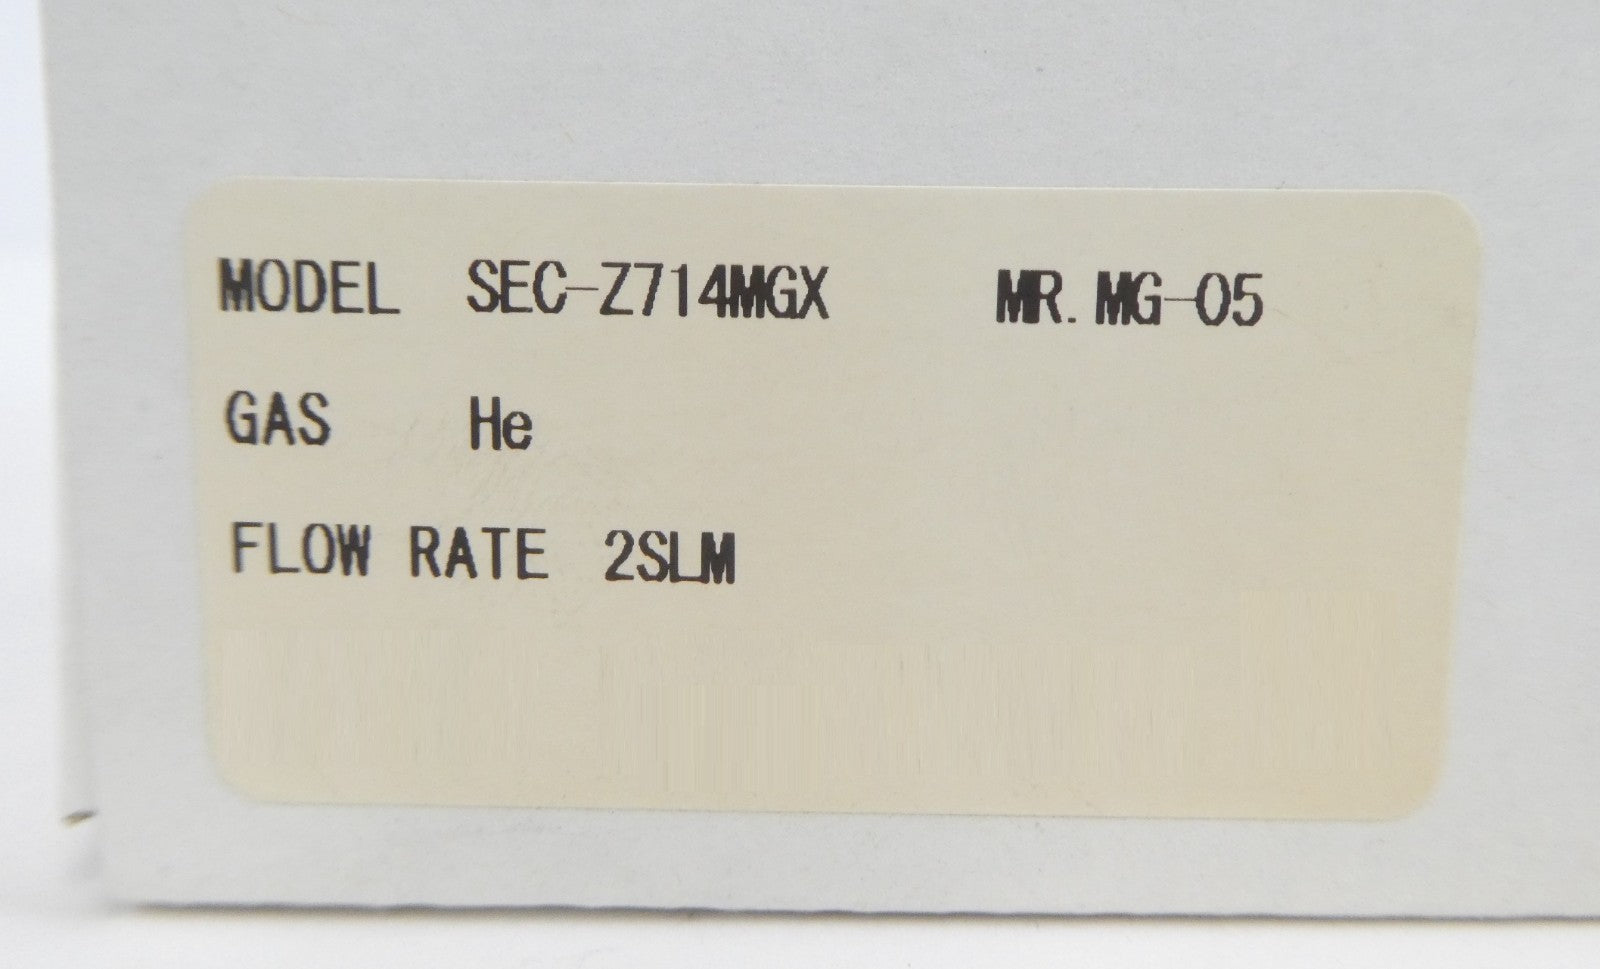 MODEL SEC-Z714MGX MR. MG-05
GAS He
FLOW RATE 2SLM